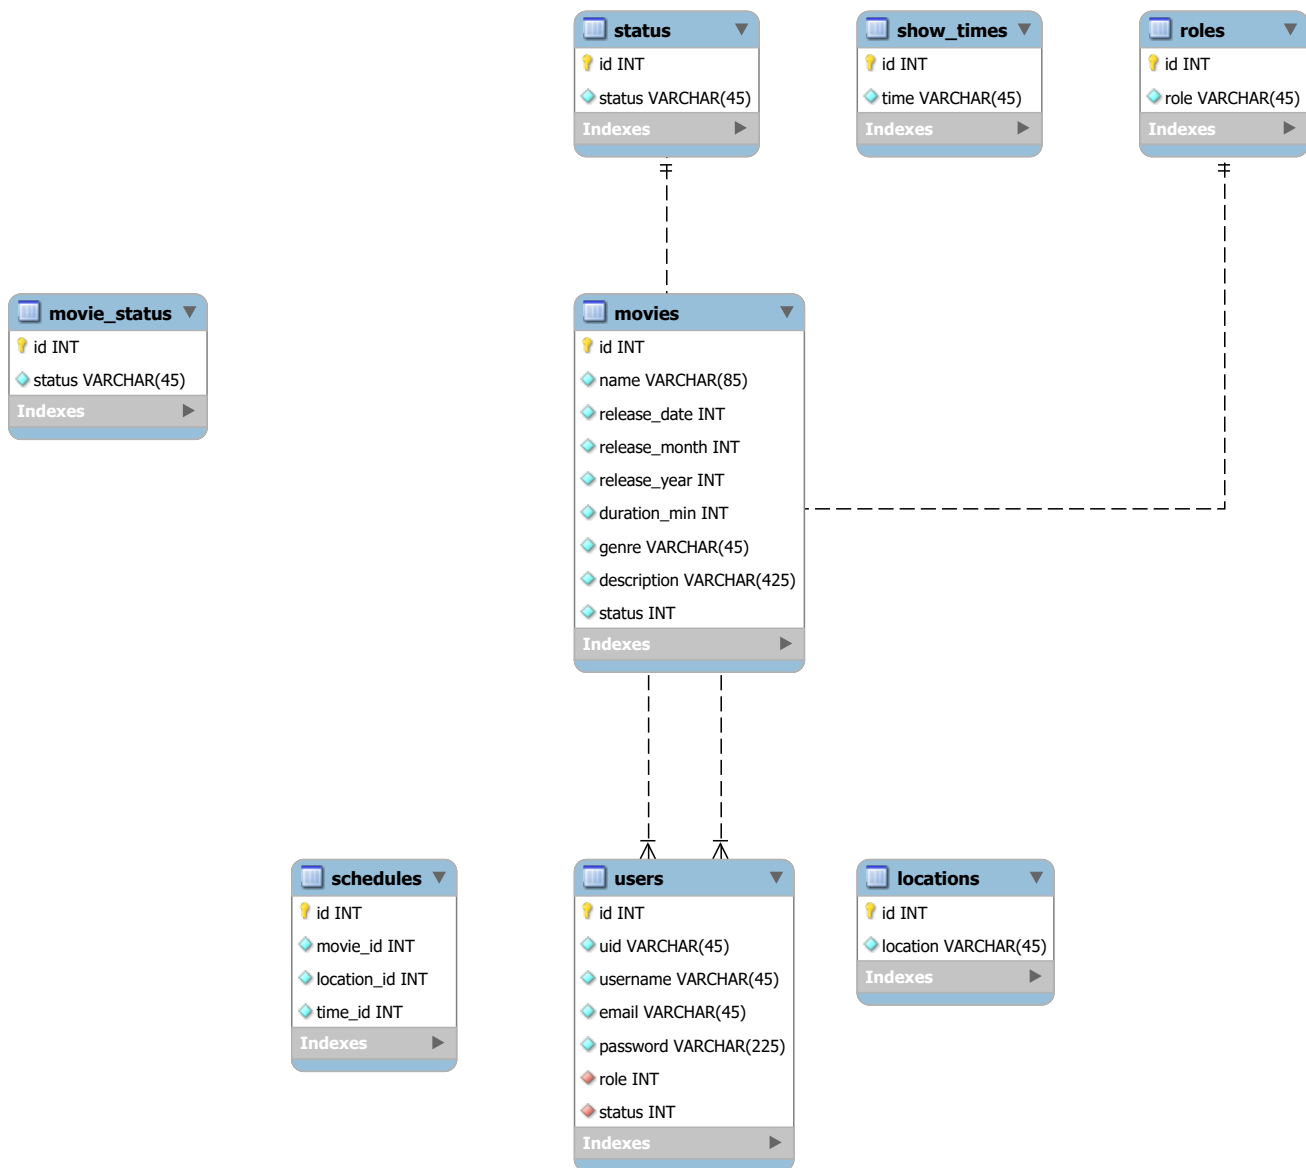 status
id INT
status VARCHAR(45)
Indexes
show_times
id INT
time VARCHAR(45)
Indexes
roles
id INT
role VARCHAR(45)
Indexes
movie_status
id INT
status VARCHAR(45)
Indexes
movies
id INT
name VARCHAR(85)
release_date INT
release_month INT
release_year INT
duration_min INT
genre VARCHAR(45)
description VARCHAR(425)
status INT
Indexes
schedules
id INT
movie_id INT
location_id INT
time_id INT
Indexes
users
id INT
uid VARCHAR(45)
username VARCHAR(45)
email VARCHAR(45)
password VARCHAR(225)
role INT
status INT
Indexes
locations
id INT
location VARCHAR(45)
Indexes